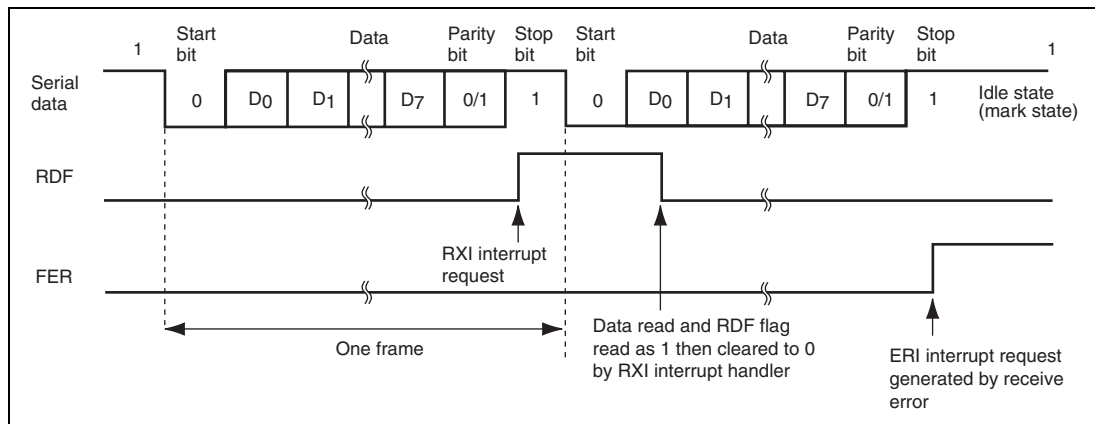 1
Start bit
Data
Parity bit
Stop bit
Start bit
Data
Parity bit
Stop bit
1
Serial data
0
D0
D1
D7
0/1
1
0
D0
D1
D7
0/1
1
Idle state (mark state)
RDF
RXI interrupt request
FER
One frame
Data read and RDF flag
read as 1 then cleared to 0
by RXI interrupt handler
ERI interrupt request
generated by receive
error